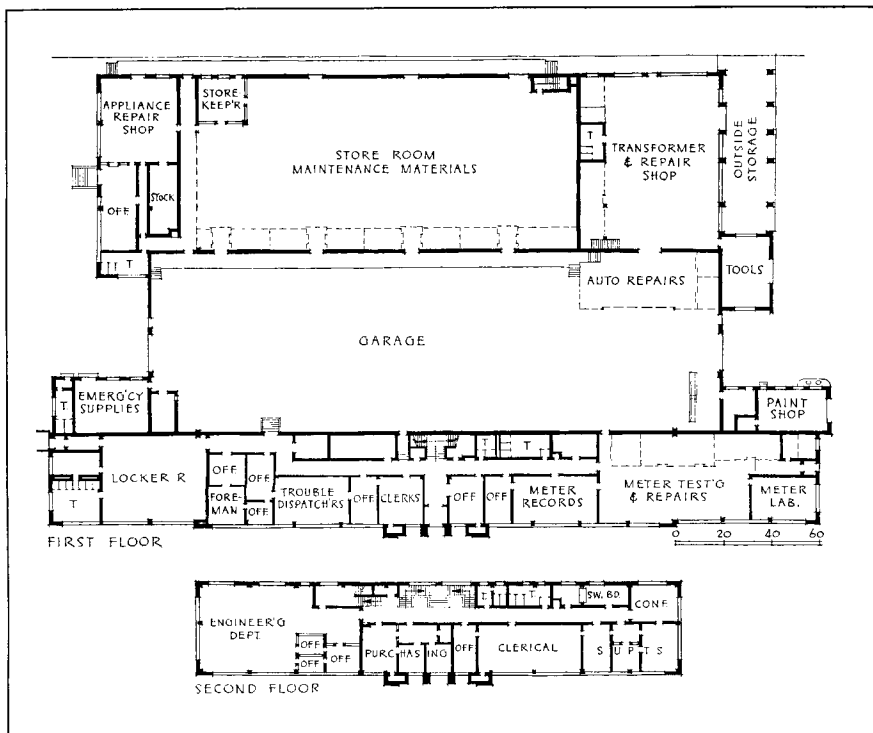 APPLIANCE
REPAIR
SHOP
STORE
KEEP'R
STORE ROOM
MAINTENANCE MATERIALS
T
TRANSFORMER
& REPAIR
SHOP
OUTSIDE
STORAGE
OFF
STOCK
T
AUTO REPAIRS
TOOLS
GARAGE
T
EMERG'CY
SUPPLIES
PAINT
SHOP
T
LOCKER R
OFF
OFF
FORE-
MAN
OFF
TROUBLE
DISPATCH'RS
OFF
CLERKS
T
T
OFF
OFF
METER
RECORDS
METER TEST'G
& REPAIRS
METER
LAB.
FIRST FLOOR
0 20 40 60
ENGINEER'G
DEPT.
OFF
OFF
OFF
PURC HAS ING
OFF
T
T
CLERICAL
SW. BD.
CONF.
S U P T S
SECOND FLOOR